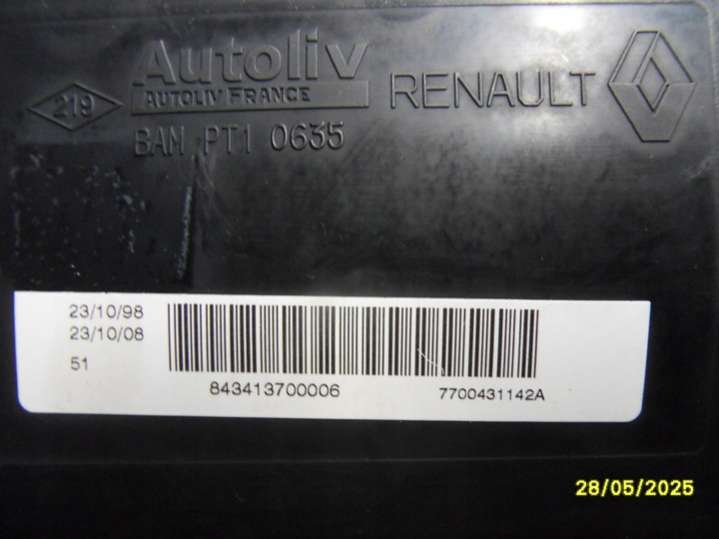 219
Autoliv
AUTOLIV FRANCE
RENAULT
BAM PT1 0635
23/10/98
23/10/08
51
843413700006
7700431142A
28/05/2025